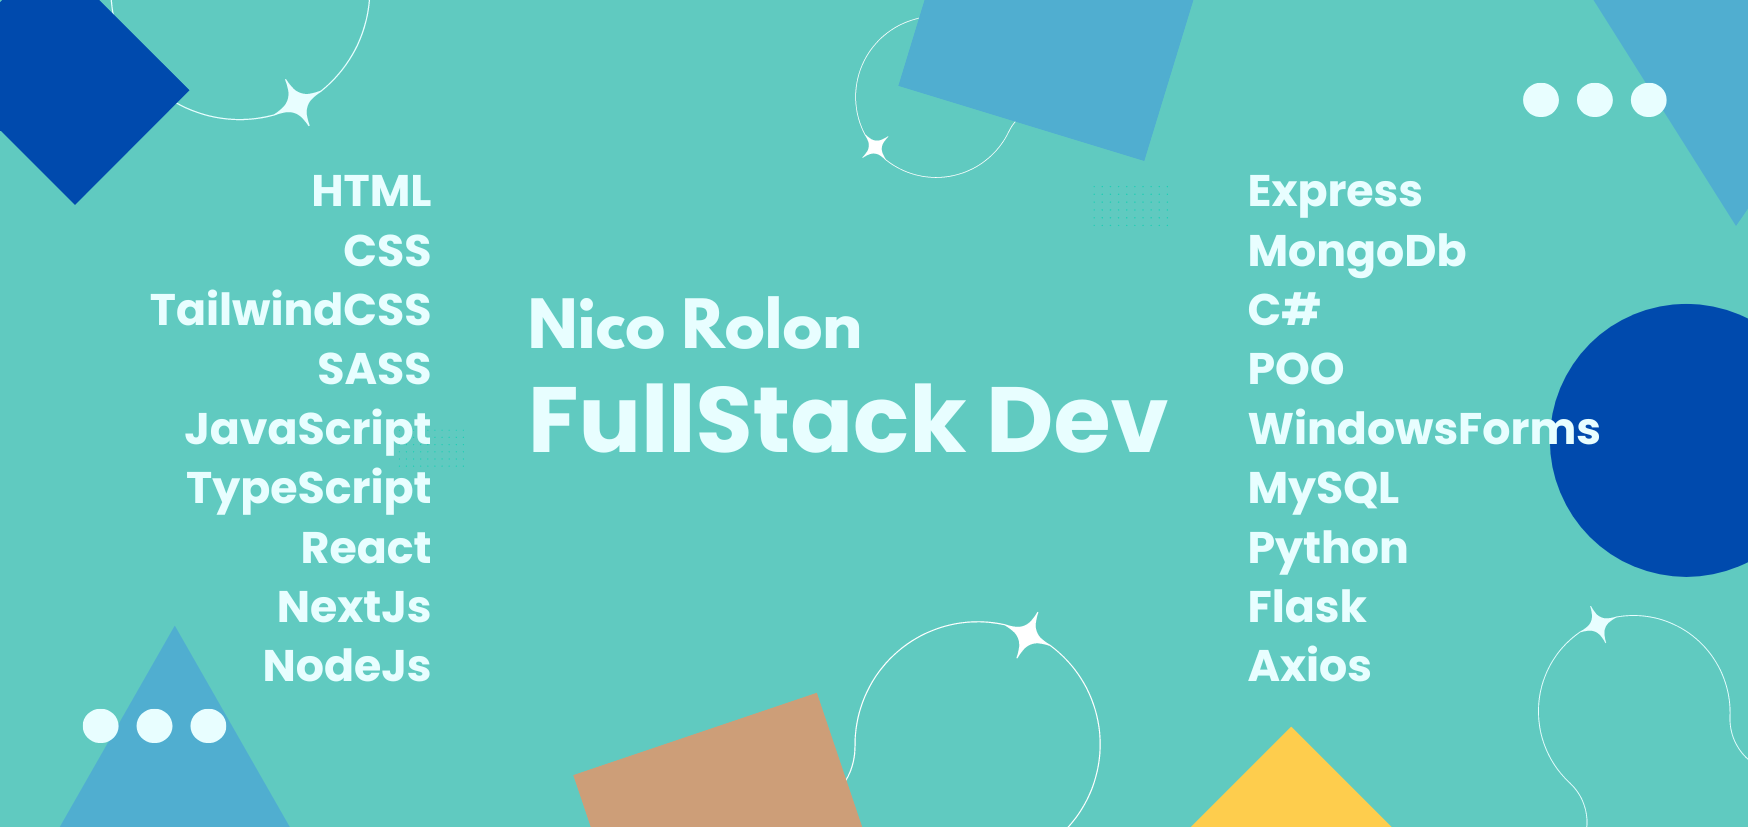 HTML
CSS
TailwindCSS
SASS
JavaScript
TypeScript
React
NextJs
NodeJs
Nico Rolon
FullStack Dev
Express
MongoDb
C#
POO
WindowsForms
MySQL
Python
Flask
Axios